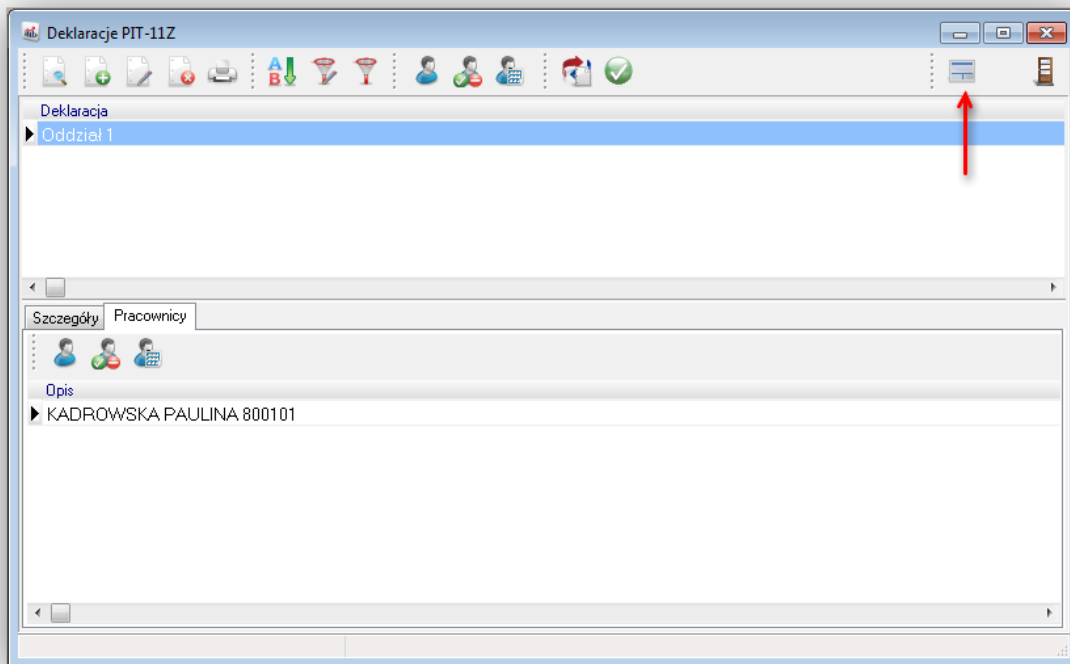 Deklaracje PIT-11Z
A
B
Deklaracja
Oddział 1
Szczegóły Pracownicy
Opis
KADROWSKA PAULINA 800101